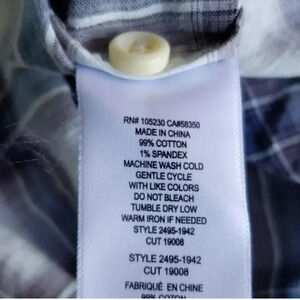 RN# 105230 CA#58350
MADE IN CHINA
99% COTTON
1% SPANDEX
MACHINE WASH COLD
GENTLE CYCLE
WITH LIKE COLORS
DO NOT BLEACH
TUMBLE DRY LOW
WARM IRON IF NEEDED
STYLE 2495-1942
CUT 19008
STYLE 2495-1942
CUT 19008
FABRIQUÉ EN CHINE
99% COTON